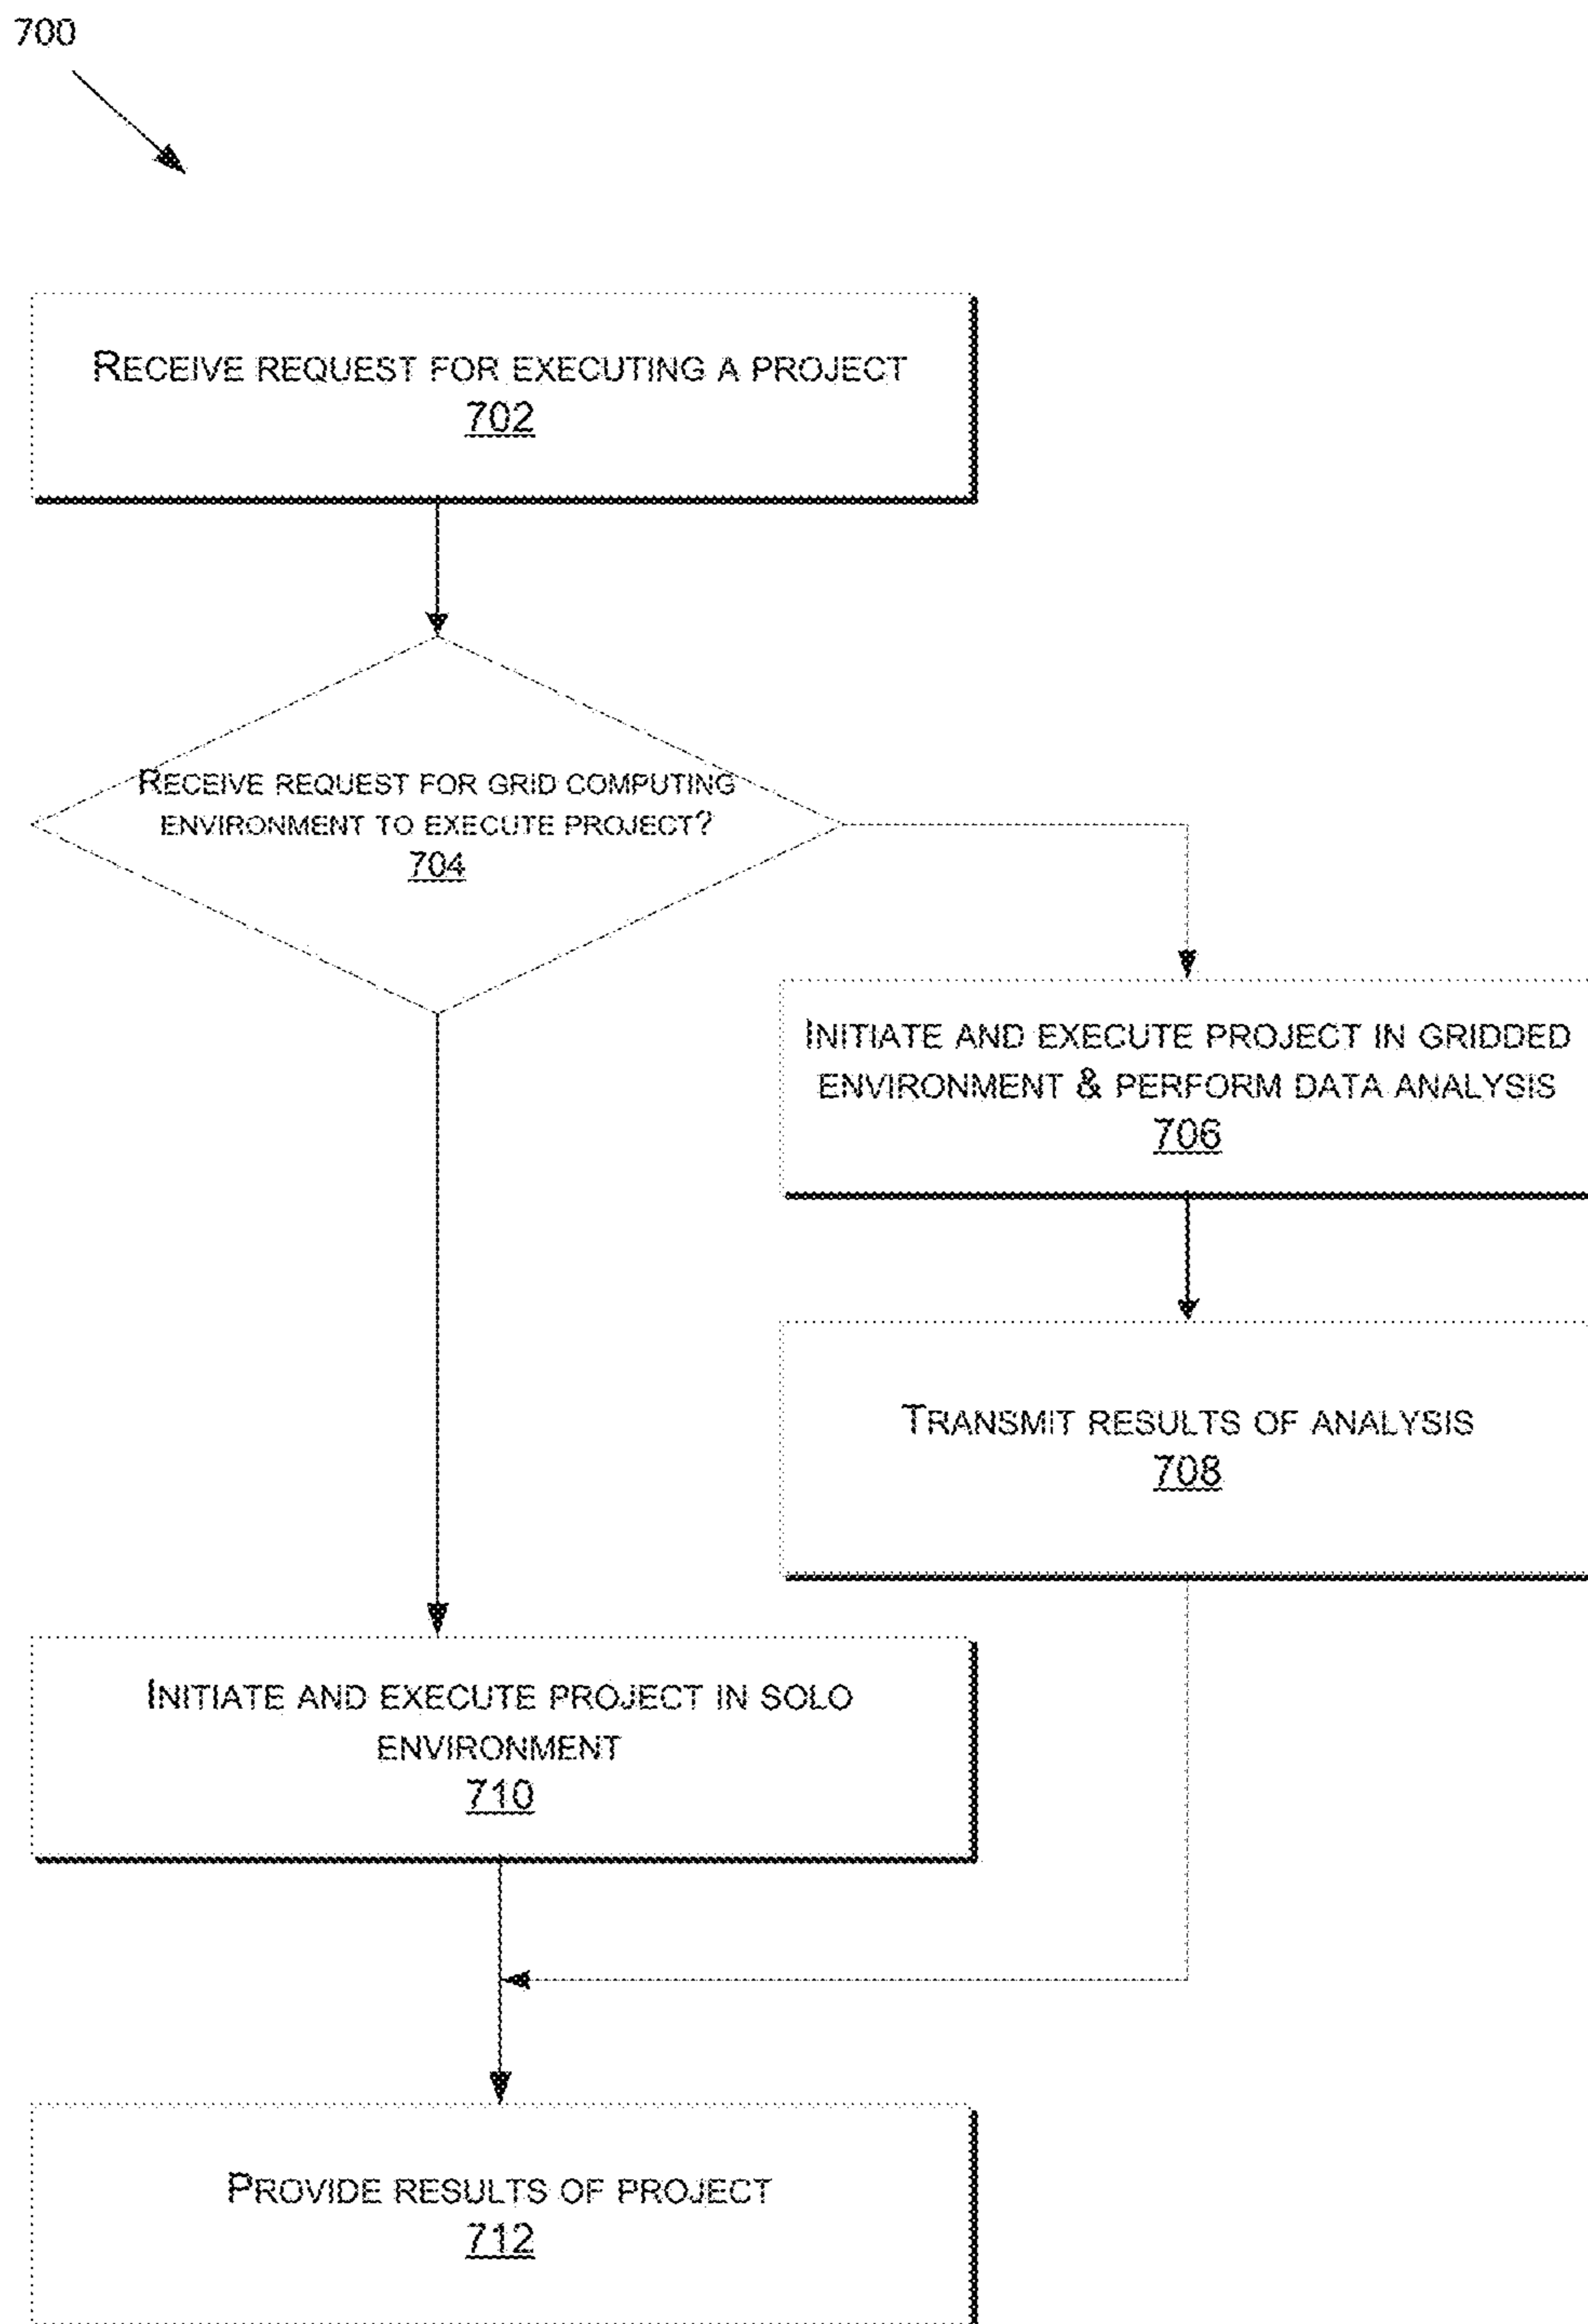 700
RECEIVE REQUEST FOR EXECUTING A PROJECT
702
RECEIVE REQUEST FOR GRID COMPUTING
ENVIRONMENT TO EXECUTE PROJECT?
704
INITIATE AND EXECUTE PROJECT IN GRIDDED
ENVIRONMENT & PERFORM DATA ANALYSIS
706
TRANSMIT RESULTS OF ANALYSIS
708
INITIATE AND EXECUTE PROJECT IN SOLO
ENVIRONMENT
710
PROVIDE RESULTS OF PROJECT
712